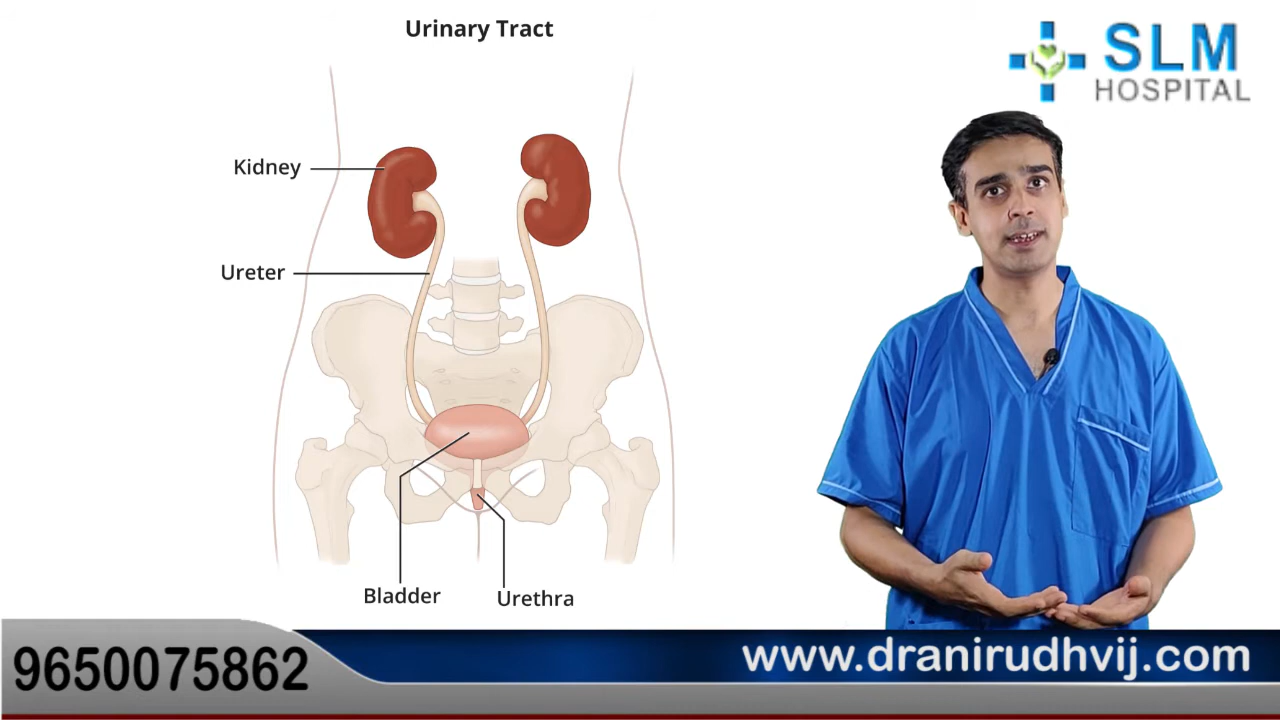 Urinary Tract
SLM
HOSPITAL
Kidney
Ureter
Bladder
Urethra
9650075862
www.dranirudhvij.com